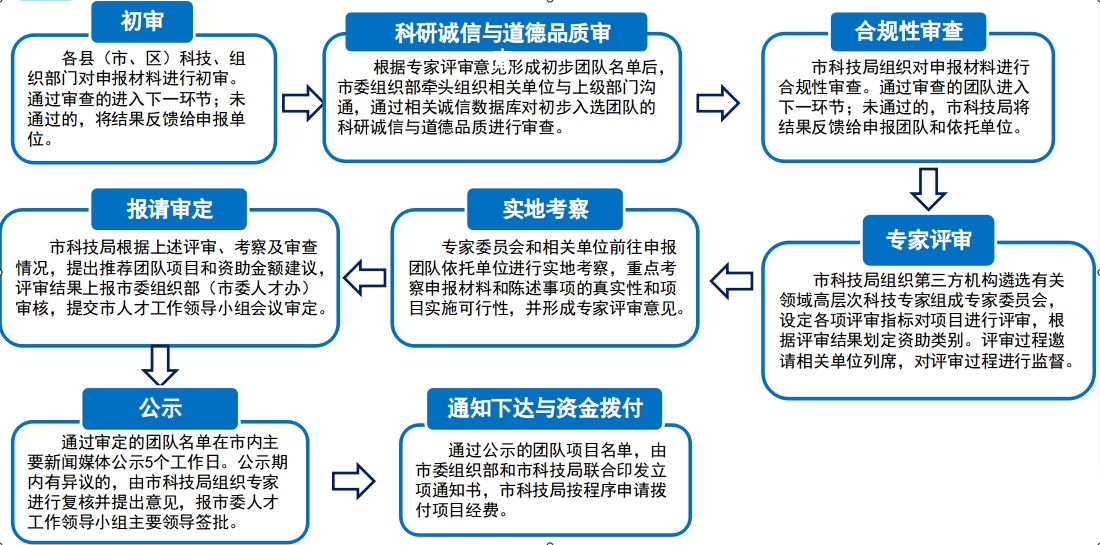 初审
各县（市、区）科技、组
织部门对申报材料进行初审。
通过审查的进入下一环节；未
通过的，将结果反馈给申报单
位。
科研诚信与道德品质审
根据专家评审意见形成初步团队名单后，
市委组织部牵头组织相关单位与上级部门沟
通，通过相关诚信数据库对初步入选团队的
科研诚信与道德品质进行审查。
合规性审查
市科技局组织对申报材料进行
合规性审查。通过审查的团队进入
下一环节；未通过的，市科技局将
结果反馈给申报团队和依托单位。
专家评审
市科技局组织第三方机构遴选有关
领域高层次科技专家组成专家委员会，
设定各项评审指标对项目进行评审，根
据评审结果划定资助类别。评审过程邀
请相关单位列席，对评审过程进行监督。
实地考察
专家委员会和相关单位前往申报
团队依托单位进行实地考察，重点考
察申报材料和陈述事项的真实性和项
目实施可行性，并形成专家评审意见。
报请审定
市科技局根据上述评审、考察及审查
情况，提出推荐团队项目和资助金额建议，
评审结果上报市委组织部（市委人才办）
审核，提交市人才工作领导小组会议审定。
公示
通过审定的团队名单在市内主
要新闻媒体公示5个工作日。公示期
内有异议的，由市科技局组织专家
进行复核并提出意见，报市委人才
工作领导小组主要领导签批。
通知下达与资金拨付
通过公示的团队项目名单，由
市委组织部和市科技局联合印发立
项通知书，市科技局按程序申请拨
付项目经费。